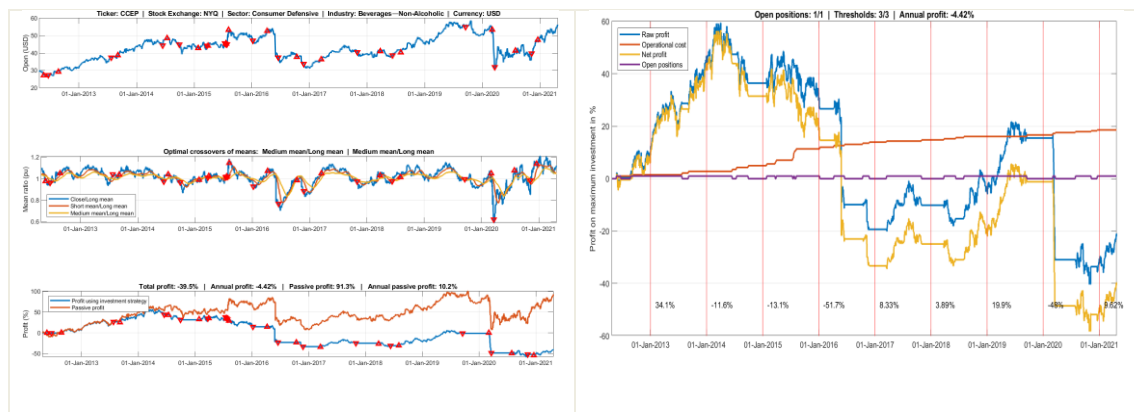 Ticker: CCEP | Stock Exchange: NYQ | Sector: Consumer Defensive | Industry: Beverages—Non-Alcoholic | Currency: USD
Open (USD)
60
50
40
30
20
01-Jan-2013
01-Jan-2014
01-Jan-2015
01-Jan-2016
01-Jan-2017
01-Jan-2018
01-Jan-2019
01-Jan-2020
01-Jan-2021
Optimal crossovers of means: Medium mean/Long mean | Medium mean/Long mean
Mean ratio (pu)
1.2
1
0.8
0.6
Close/Long mean
Short mean/Long mean
Medium mean/Long mean
01-Jan-2013
01-Jan-2014
01-Jan-2015
01-Jan-2016
01-Jan-2017
01-Jan-2018
01-Jan-2019
01-Jan-2020
01-Jan-2021
Total profit: -39.5% | Annual profit: -4.42% | Passive profit: 91.3% | Annual passive profit: 10.2%
Profit (%)
100
50
0
-50
Profit using investment strategy
Passive profit
01-Jan-2013
01-Jan-2014
01-Jan-2015
01-Jan-2016
01-Jan-2017
01-Jan-2018
01-Jan-2019
01-Jan-2020
01-Jan-2021
Open positions: 1/1 | Thresholds: 3/3 | Annual profit: -4.42%
Profit on maximum investment in %
60
40
20
0
-20
-40
-60
Raw profit
Operational cost
Net profit
Open positions
34.1%
-11.6%
-13.1%
-51.7%
8.33%
3.89%
19.9%
-48%
9.62%
01-Jan-2013
01-Jan-2014
01-Jan-2015
01-Jan-2016
01-Jan-2017
01-Jan-2018
01-Jan-2019
01-Jan-2020
01-Jan-2021